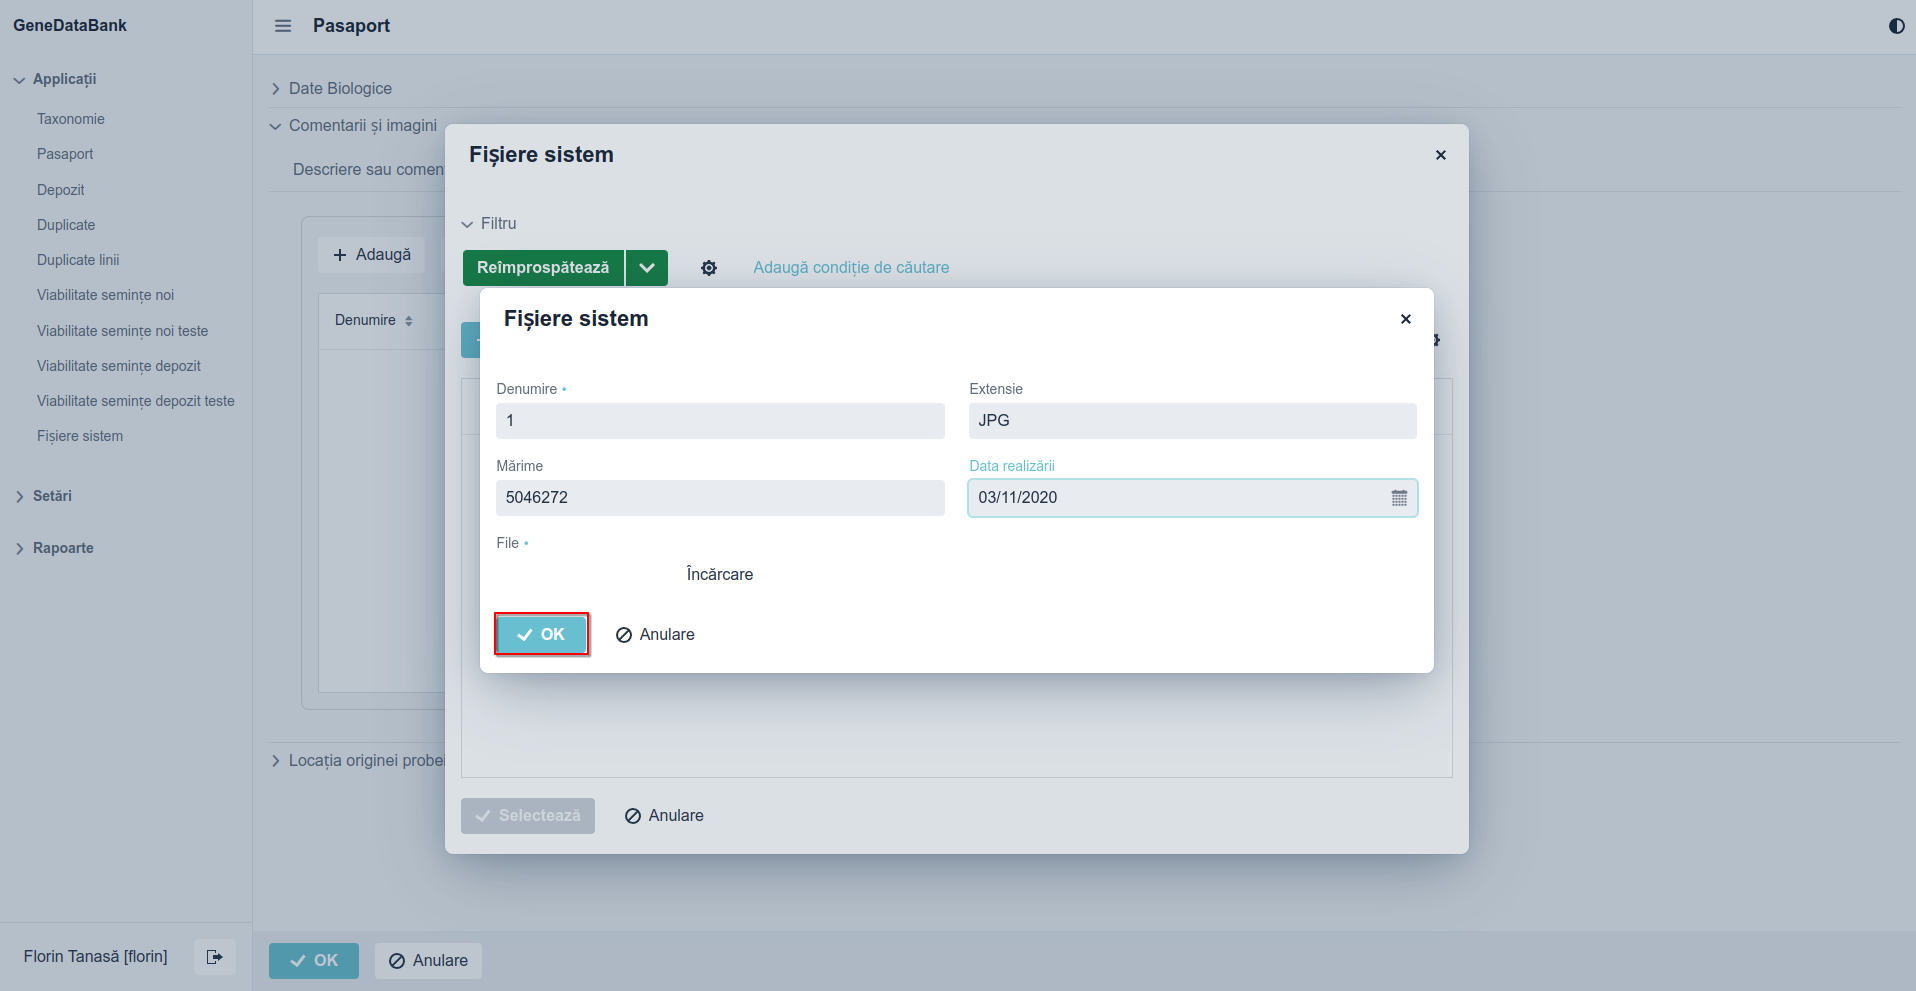 GeneDataBank
Pasaport
Applicații
Taxonomie
Pasaport
Depozit
Duplicate
Duplicate linii
Viabilitate semințe noi
Viabilitate semințe noi teste
Viabilitate semințe depozit
Viabilitate semințe depozit teste
Fișiere sistem
Setări
Rapoarte
Florin Tanasă [florin]
Date Biologice
Comentarii și imagini
Descriere sau
Adaugă
Denumire
Locația originei probei
OK Anulare
Fișiere sistem
Filtru
Reîmprospătează Adaugă condiție de căutare
Fișiere sistem
Denumire • Extensie
1 JPG
Mărime Data realizării
5046272 03/11/2020
File •
Încărcare
OK Anulare
Selectează Anulare